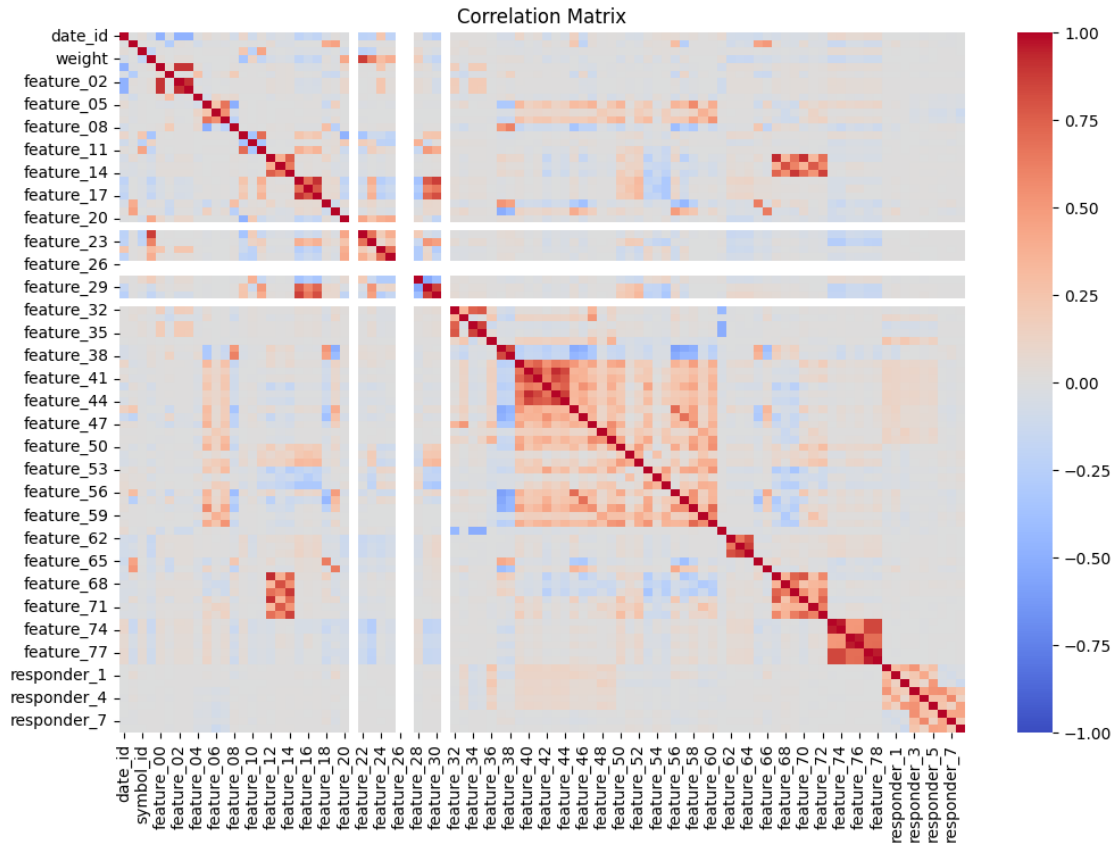 Correlation Matrix
date_id
weight
feature_02
feature_05
feature_08
feature_11
feature_14
feature_17
feature_20
feature_23
feature_26
feature_29
feature_32
feature_35
feature_38
feature_41
feature_44
feature_47
feature_50
feature_53
feature_56
feature_59
feature_62
feature_65
feature_68
feature_71
feature_74
feature_77
responder_1
responder_4
responder_7
date_id
symbol_id
feature_00
feature_02
feature_04
feature_06
feature_08
feature_10
feature_12
feature_14
feature_16
feature_18
feature_20
feature_22
feature_24
feature_26
feature_28
feature_30
feature_32
feature_34
feature_36
feature_38
feature_40
feature_42
feature_44
feature_46
feature_48
feature_50
feature_52
feature_54
feature_56
feature_58
feature_60
feature_62
feature_64
feature_66
feature_68
feature_70
feature_72
feature_74
feature_76
feature_78
responder_1
responder_3
responder_5
responder_7
1.00
0.75
0.50
0.25
0.00
−0.25
−0.50
−0.75
−1.00